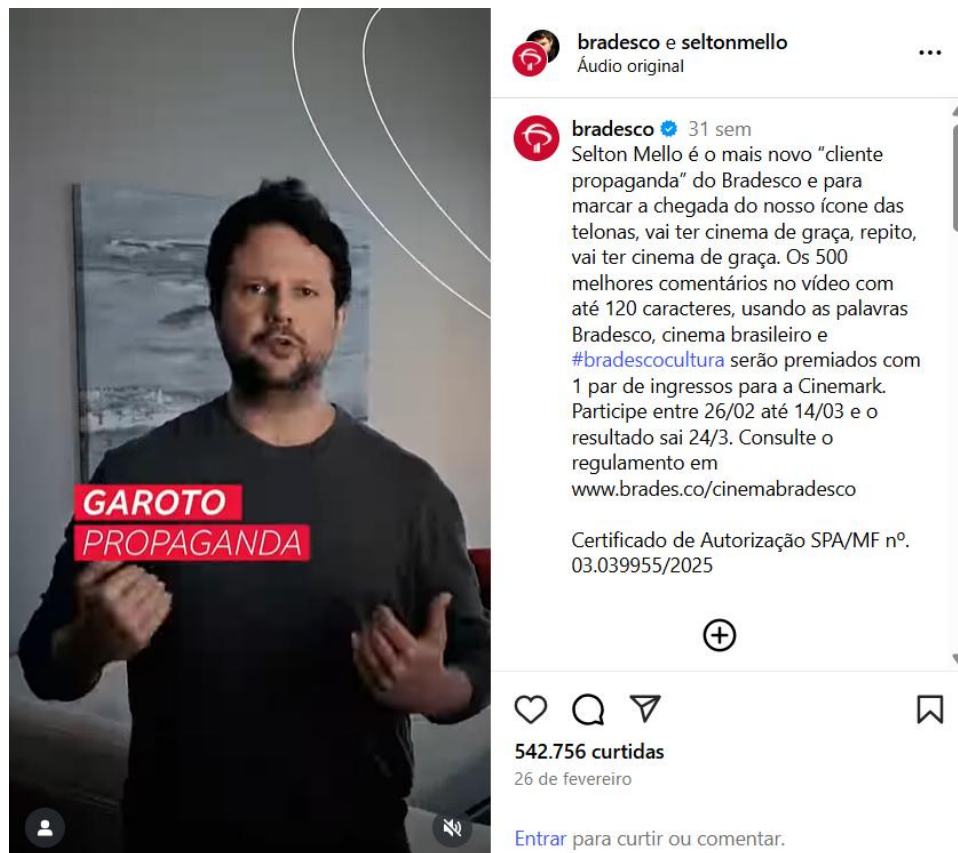 GAROTO
PROPAGANDA
bradesco e seltonmello
Áudio original
bradesco 31 sem
Selton Mello é o mais novo “cliente
propaganda” do Bradesco e para
marcar a chegada do nosso ícone das
telonas, vai ter cinema de graça, repito,
vai ter cinema de graça. Os 500
melhores comentários no vídeo com
até 120 caracteres, usando as palavras
Bradesco, cinema brasileiro e
#bradescocultura serão premiados com
1 par de ingressos para a Cinemark.
Participe entre 26/02 até 14/03 e o
resultado sai 24/3. Consulte o
regulamento em
www.brades.co/cinemabradesco
Certificado de Autorização SPA/MF nº.
03.039955/2025
542.756 curtidas
26 de fevereiro
Entrar para curtir ou comentar.